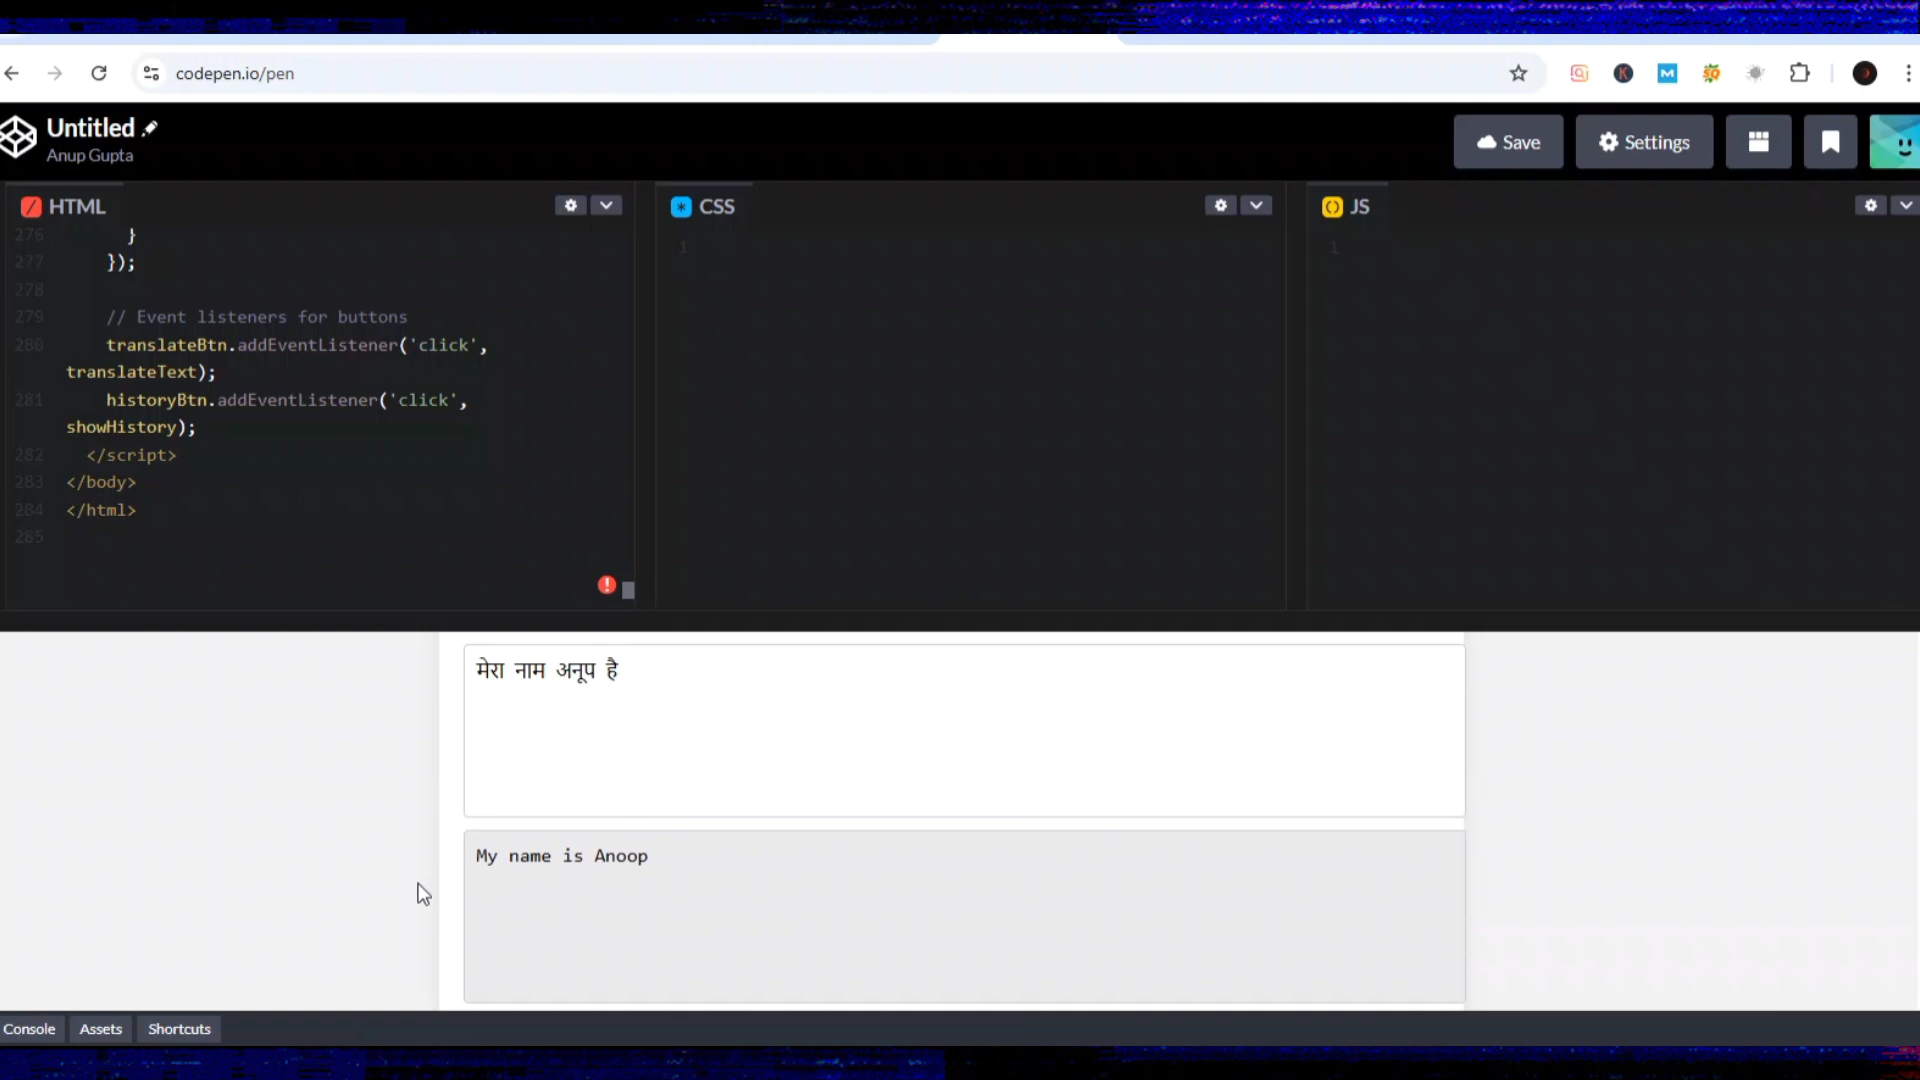 codepen.io/pen
Untitled
Anup Gupta
Save
Settings
HTML
276 }
277 });
278
279 // Event listeners for buttons
280 translateBtn.addEventListener('click',
translateText);
281 historyBtn.addEventListener('click',
showHistory);
282 </script>
283 </body>
284 </html>
285
CSS
1
JS
1
मेरा नाम अनूप है
My name is Anoop
Console
Assets
Shortcuts